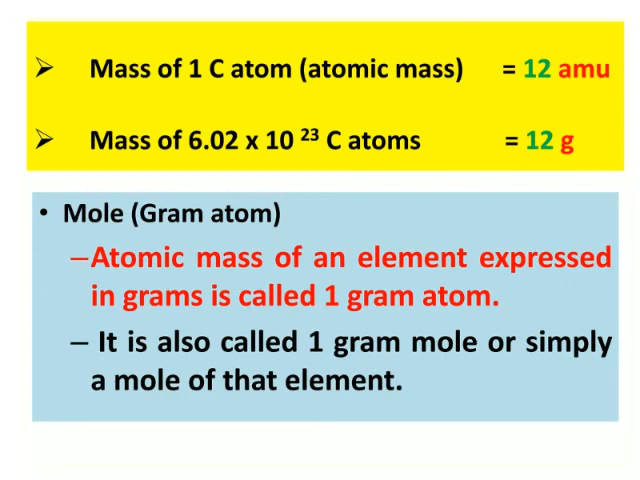 ➢ Mass of 1 C atom (atomic mass) = 12 amu
➢ Mass of 6.02 x 10 ²³ C atoms = 12 g
• Mole (Gram atom)
–Atomic mass of an element expressed
in grams is called 1 gram atom.
– It is also called 1 gram mole or simply
a mole of that element.